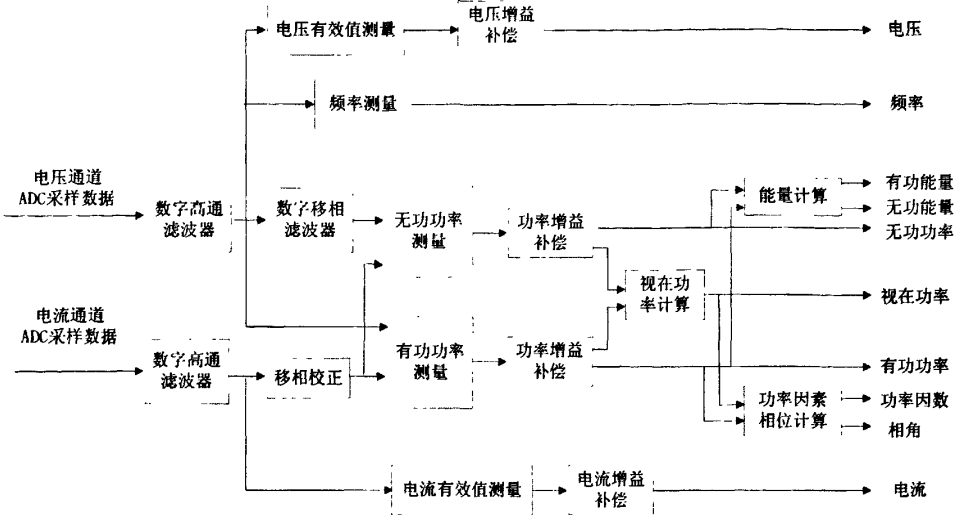 电压有效值测量
电压增益
补偿
电压
频率测量
频率
电压通道
ADC采样数据
数字高通
滤波器
数字移相
滤波器
无功功率
测量
功率增益
补偿
能量计算
有功能量
无功能量
无功功率
视在功
率计算
视在功率
电流通道
ADC采样数据
数字高通
滤波器
移相校正
有功功率
测量
功率增益
补偿
有功功率
功率因素
相位计算
功率因数
相角
电流有效值测量
电流增益
补偿
电流